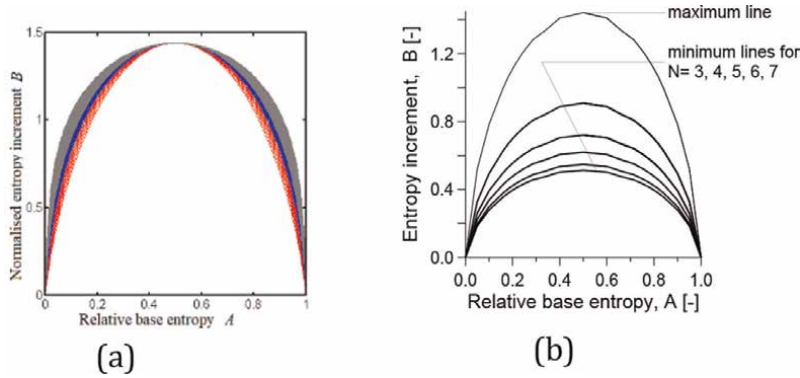 1.5
1
0.5
0
0
0.2
0.4
0.6
0.8
1
Normalised entropy increment B
Relative base entropy A
(a)
maximum line
minimum lines for
N= 3, 4, 5, 6, 7
1.2
0.8
0.4
0.0
0.0
0.2
0.4
0.6
0.8
1.0
Entropy increment, B [-]
Relative base entropy, A [-]
(b)